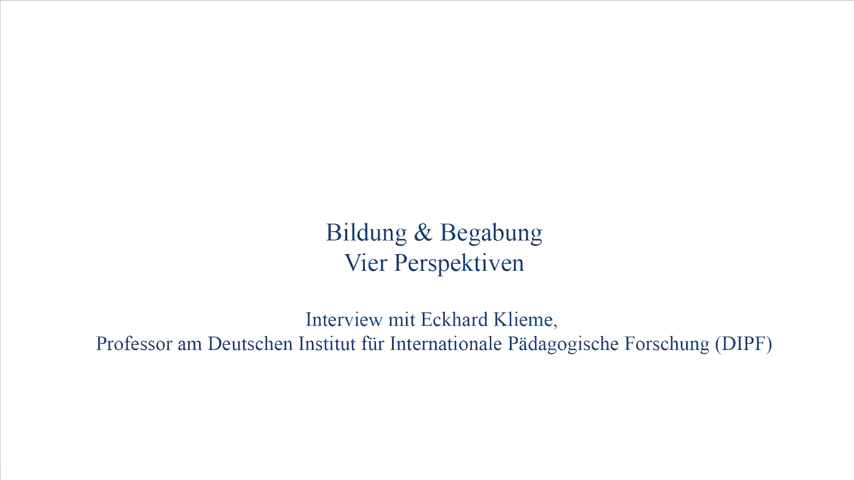 Bildung & Begabung
Vier Perspektiven
Interview mit Eckhard Klieme,
Professor am Deutschen Institut für Internationale Pädagogische Forschung (DIPF)